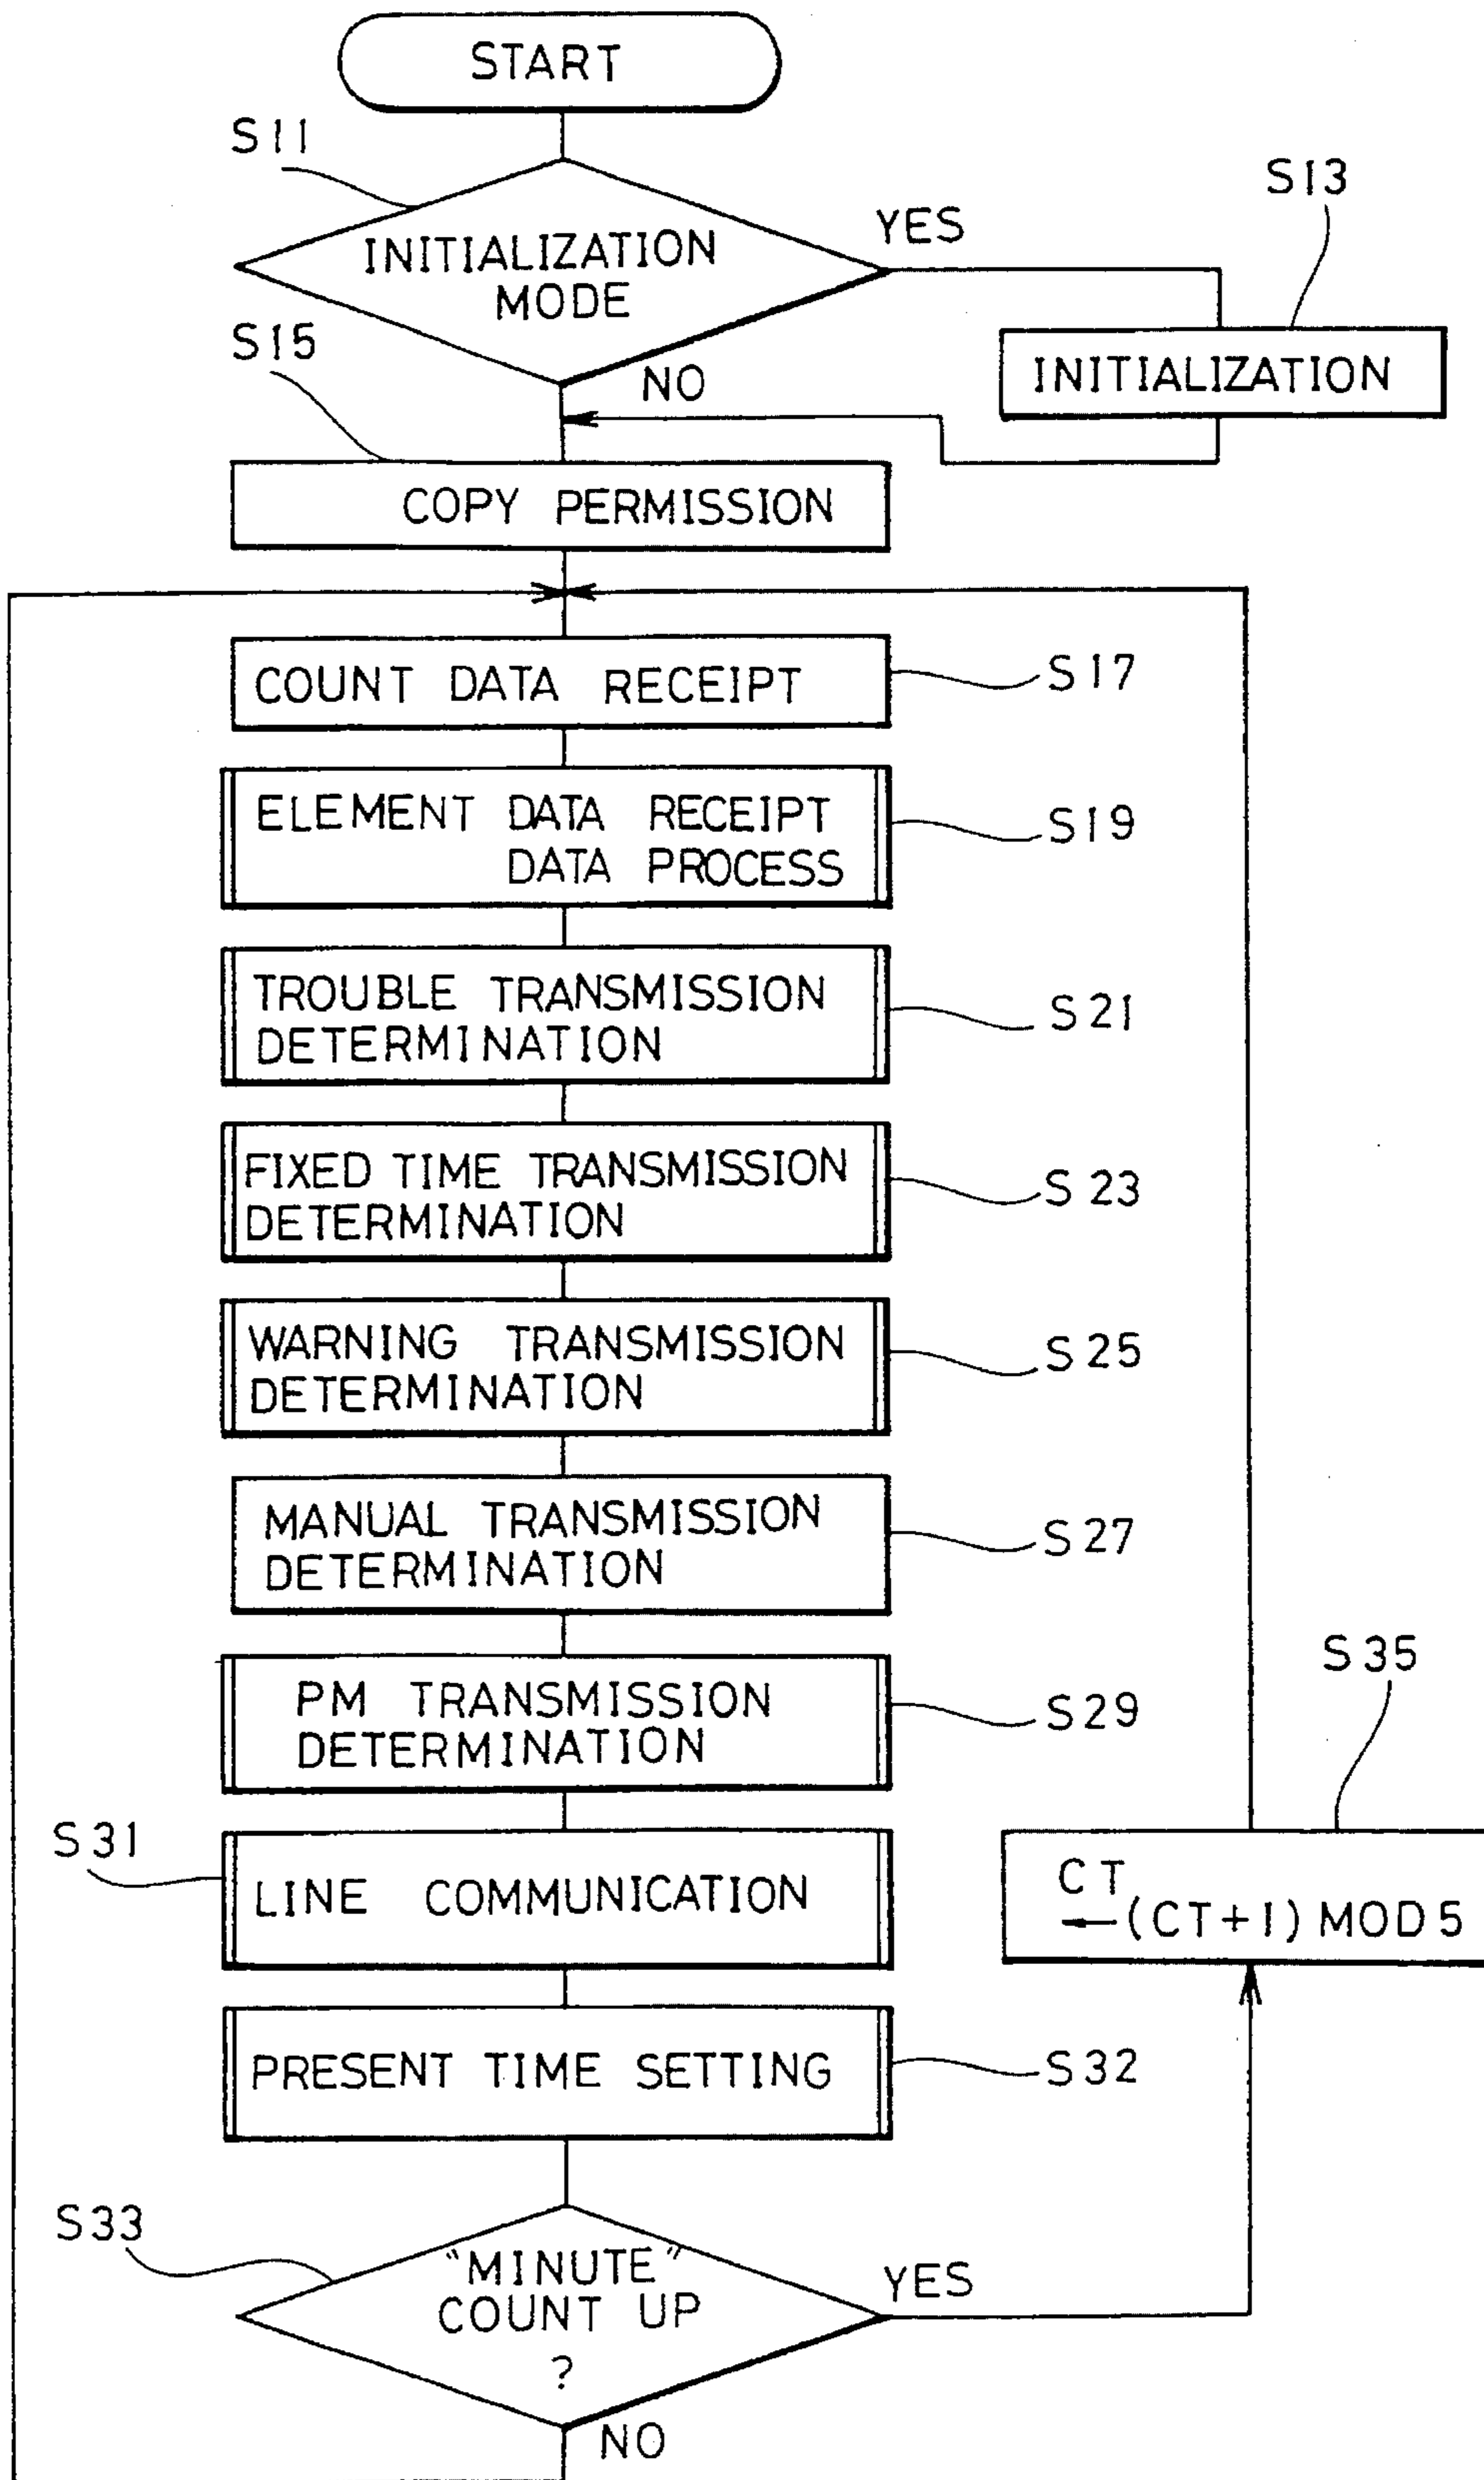 START
S11
INITIALIZATION
MODE
YES
S13
INITIALIZATION
NO
S15
COPY PERMISSION
COUNT DATA RECEIPT
S17
ELEMENT DATA RECEIPT
DATA PROCESS
S19
TROUBLE TRANSMISSION
DETERMINATION
S21
FIXED TIME TRANSMISSION
DETERMINATION
S23
WARNING TRANSMISSION
DETERMINATION
S25
MANUAL TRANSMISSION
DETERMINATION
S27
PM TRANSMISSION
DETERMINATION
S29
S31
LINE COMMUNICATION
S35
CT
←(CT+1) MOD 5
PRESENT TIME SETTING
S32
S33
"MINUTE"
COUNT UP
?
YES
NO